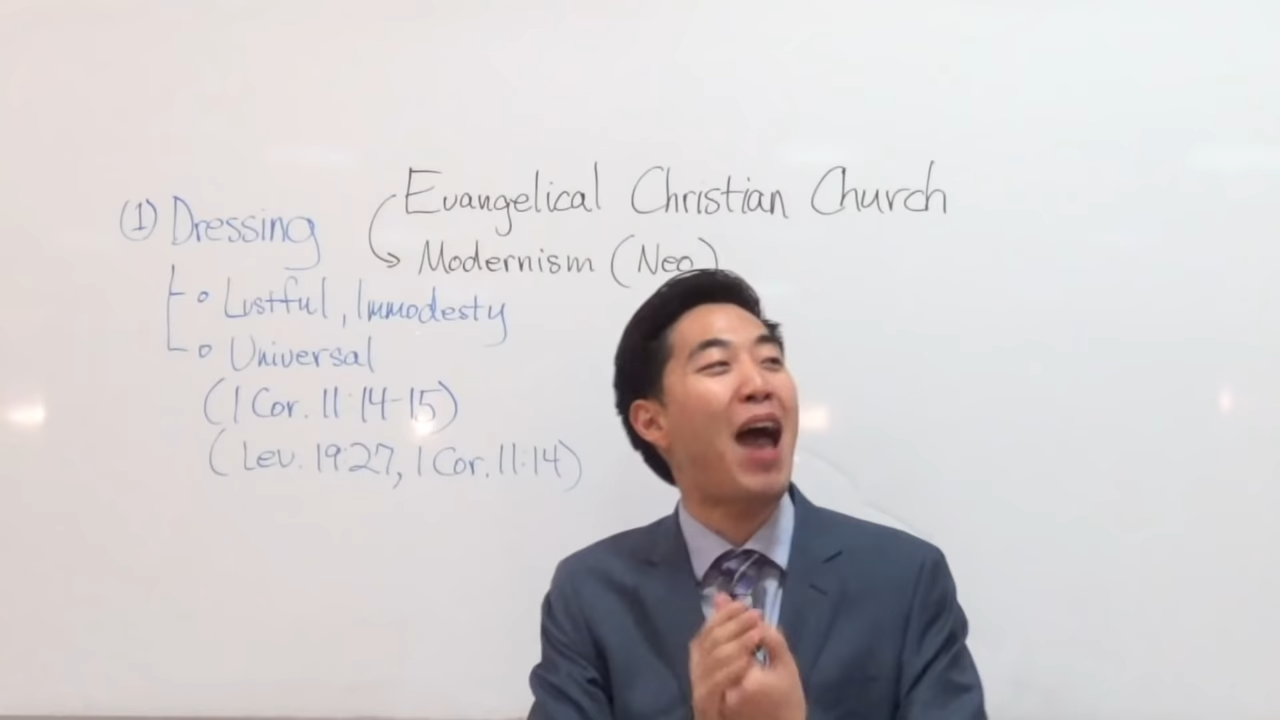 Evangelical Christian Church
Modernism (Neo)
(1) Dressing
Lustful, Immodesty
Universal
(1 Cor. 11:14-15)
(Lev. 19:27, 1 Cor. 11:14)